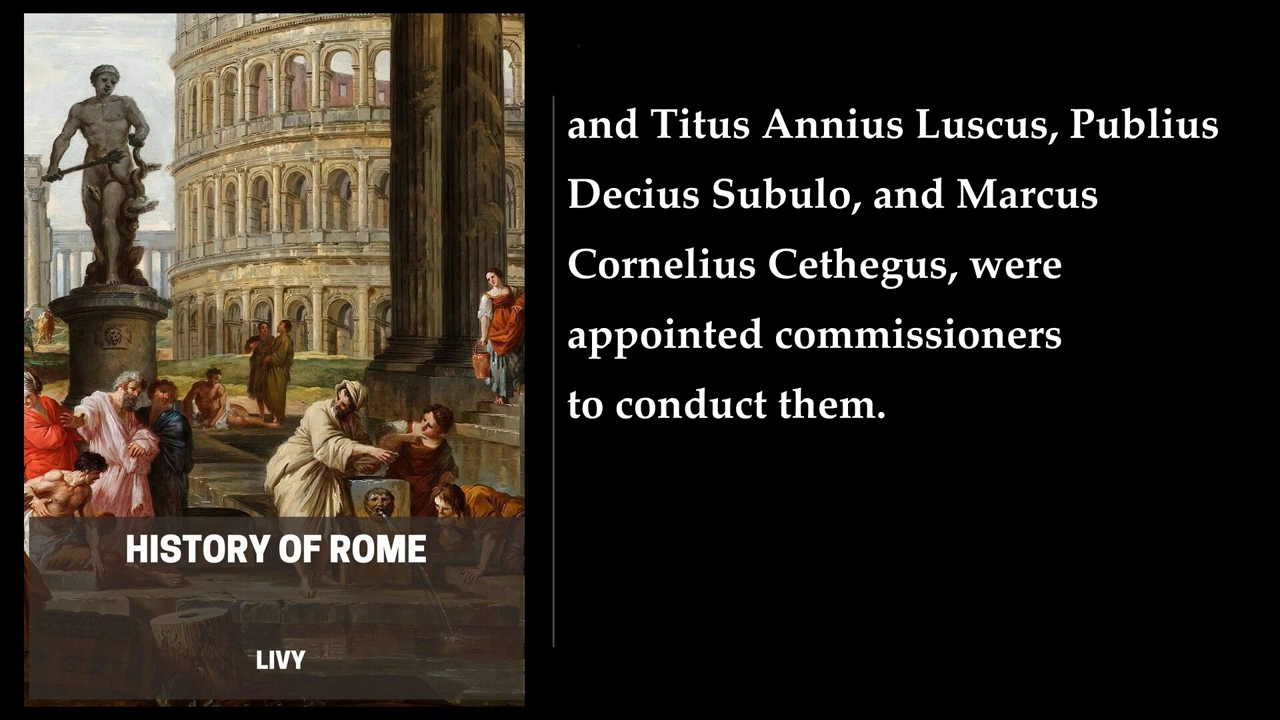 HISTORY OF ROME
LIVY
and Titus Annius Luscus, Publius
Decius Subulo, and Marcus
Cornelius Cethegus, were
appointed commissioners
to conduct them.